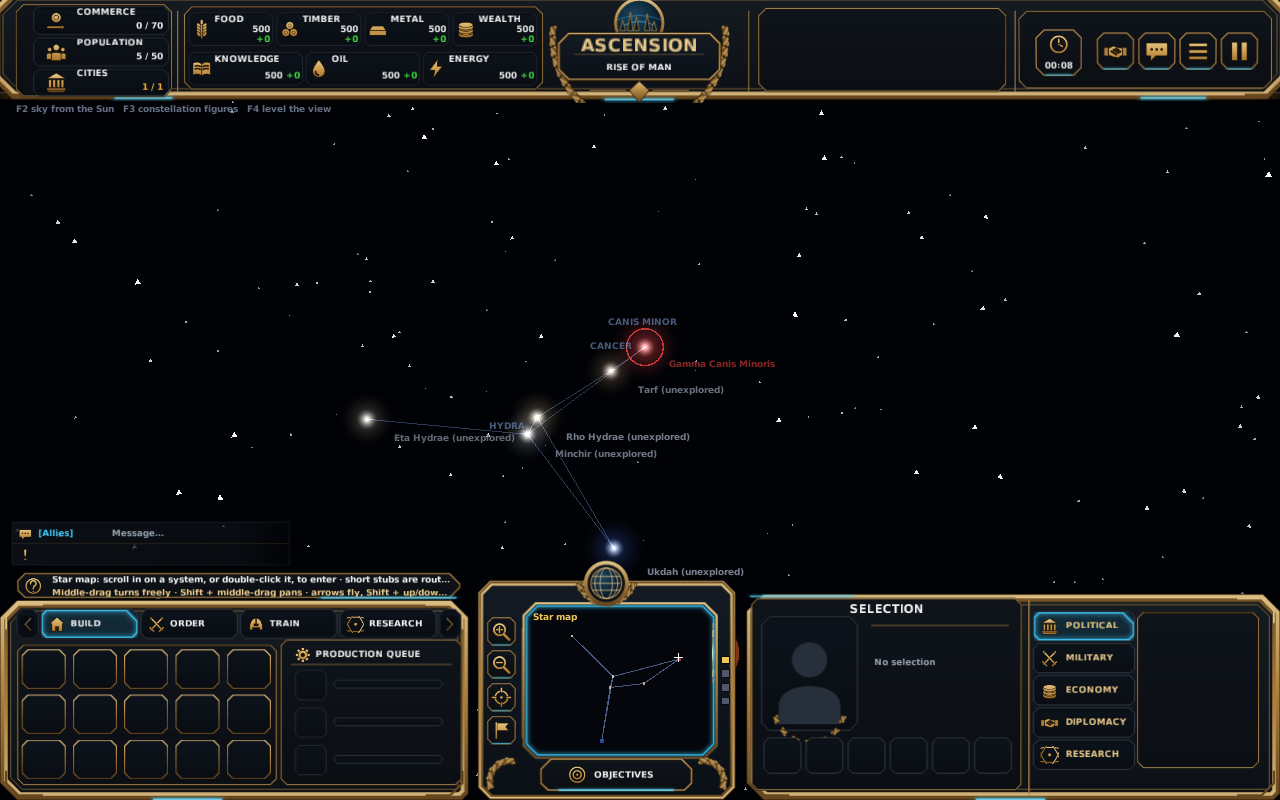 COMMERCE
0 / 70
POPULATION
5 / 50
CITIES
1 / 1
FOOD
500
+0
TIMBER
500
+0
METAL
500
+0
WEALTH
500
+0
KNOWLEDGE
500 +0
OIL
500 +0
ENERGY
500 +0
ASCENSION
RISE OF MAN
00:08
F2 sky from the Sun F3 constellation figures F4 level the view
CANIS MINOR
CANCER
Gamma Canis Minoris
Tarf (unexplored)
HYDRA
Eta Hydrae (unexplored)
Rho Hydrae (unexplored)
Minchir (unexplored)
Ukdah (unexplored)
[Allies] Message...
!
Star map: scroll in on a system, or double-click it, to enter · short stubs are rout...
Middle-drag turns freely · Shift + middle-drag pans · arrows fly, Shift + up/dow...
BUILD
ORDER
TRAIN
RESEARCH
PRODUCTION QUEUE
Star map
OBJECTIVES
SELECTION
No selection
POLITICAL
MILITARY
ECONOMY
DIPLOMACY
RESEARCH